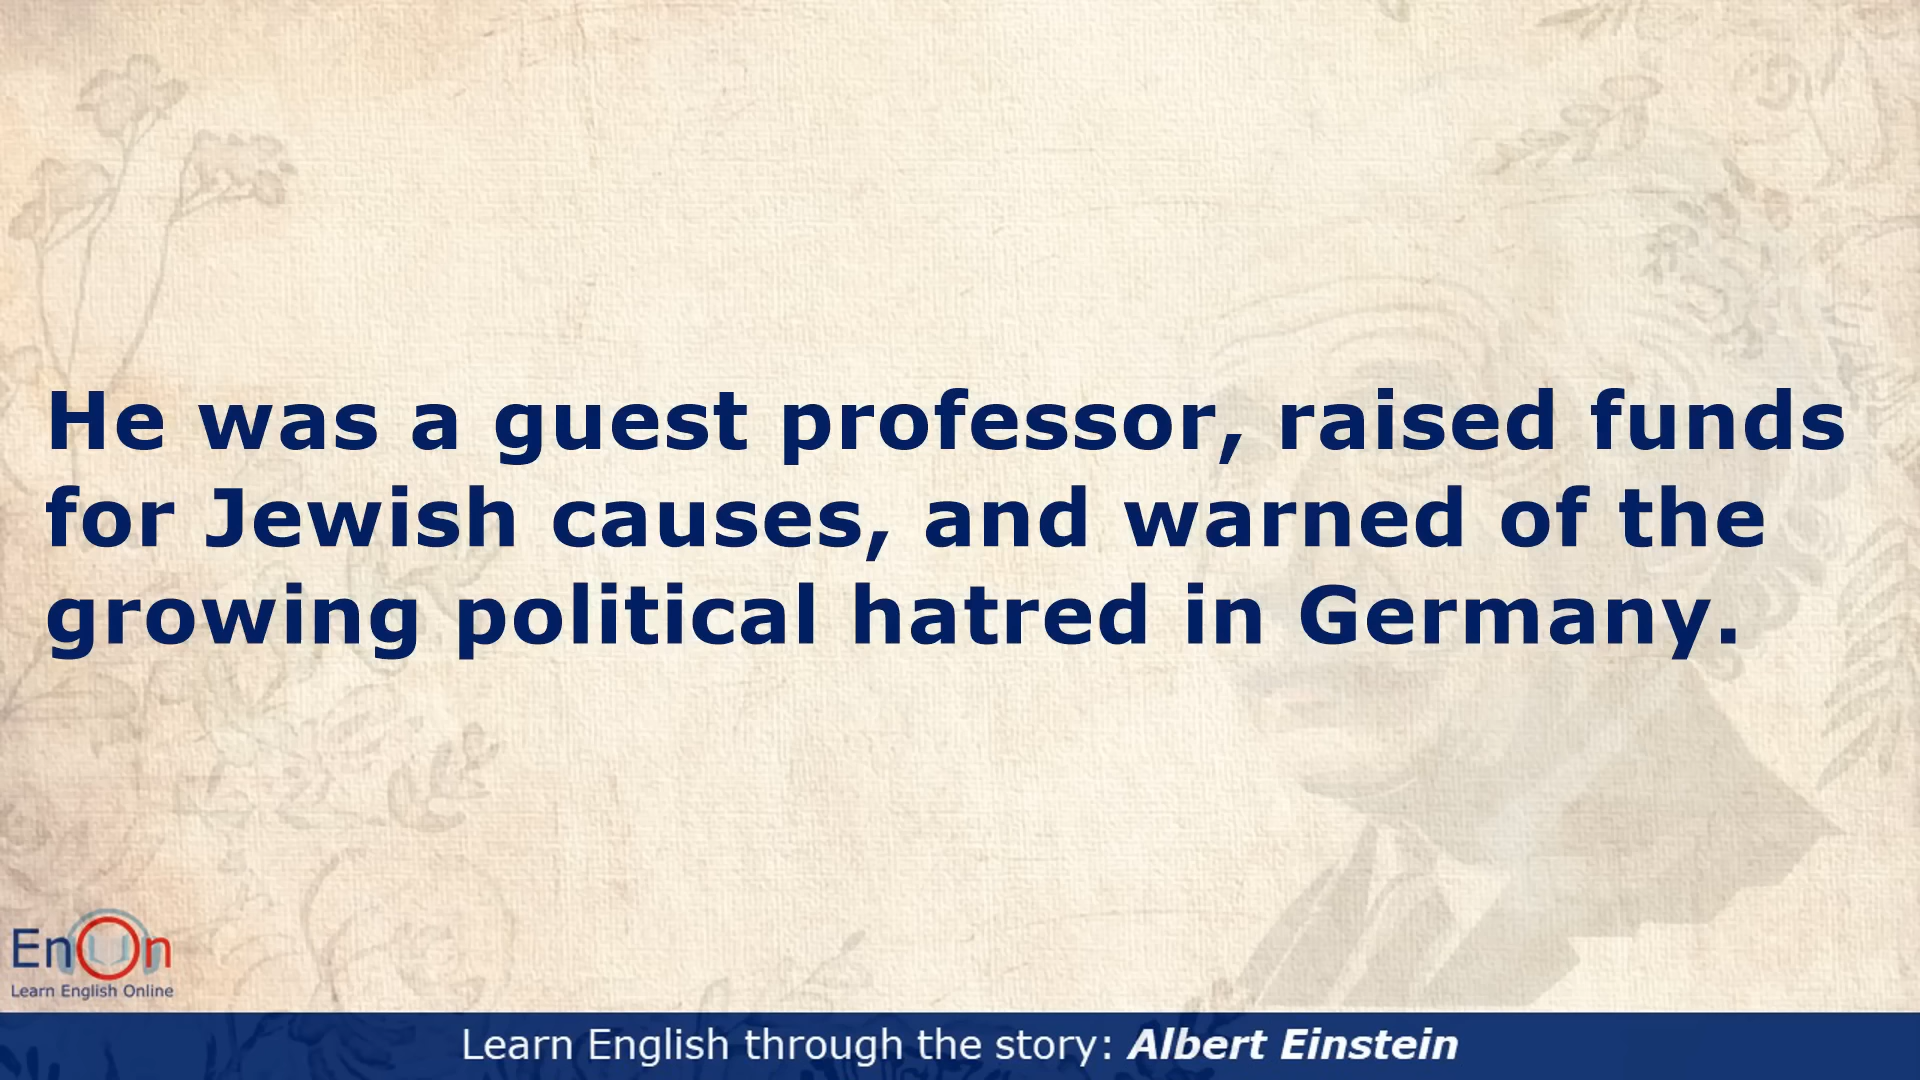 He was a guest professor, raised funds
for Jewish causes, and warned of the
growing political hatred in Germany.
EnOn
Learn English Online
Learn English through the story: Albert Einstein